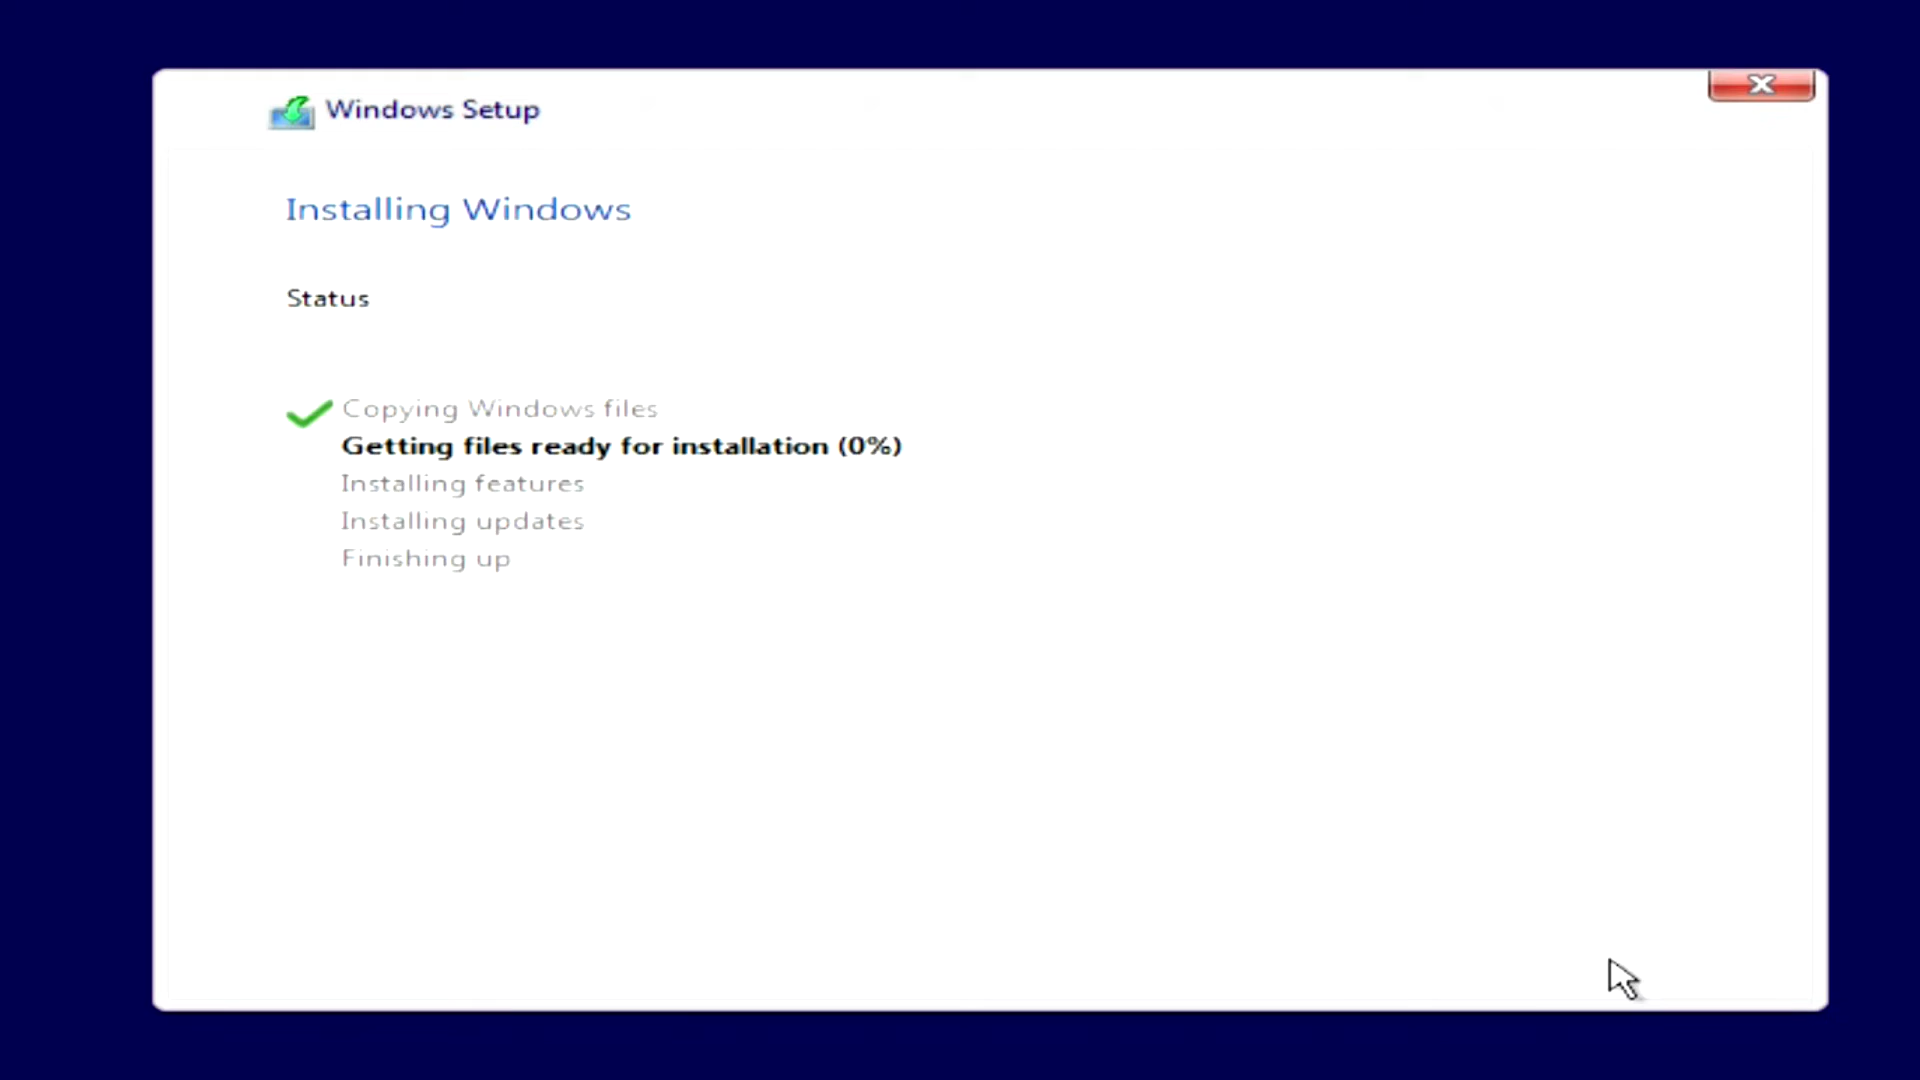 Windows Setup
Installing Windows
Status
Copying Windows files
Getting files ready for installation (0%)
Installing features
Installing updates
Finishing up